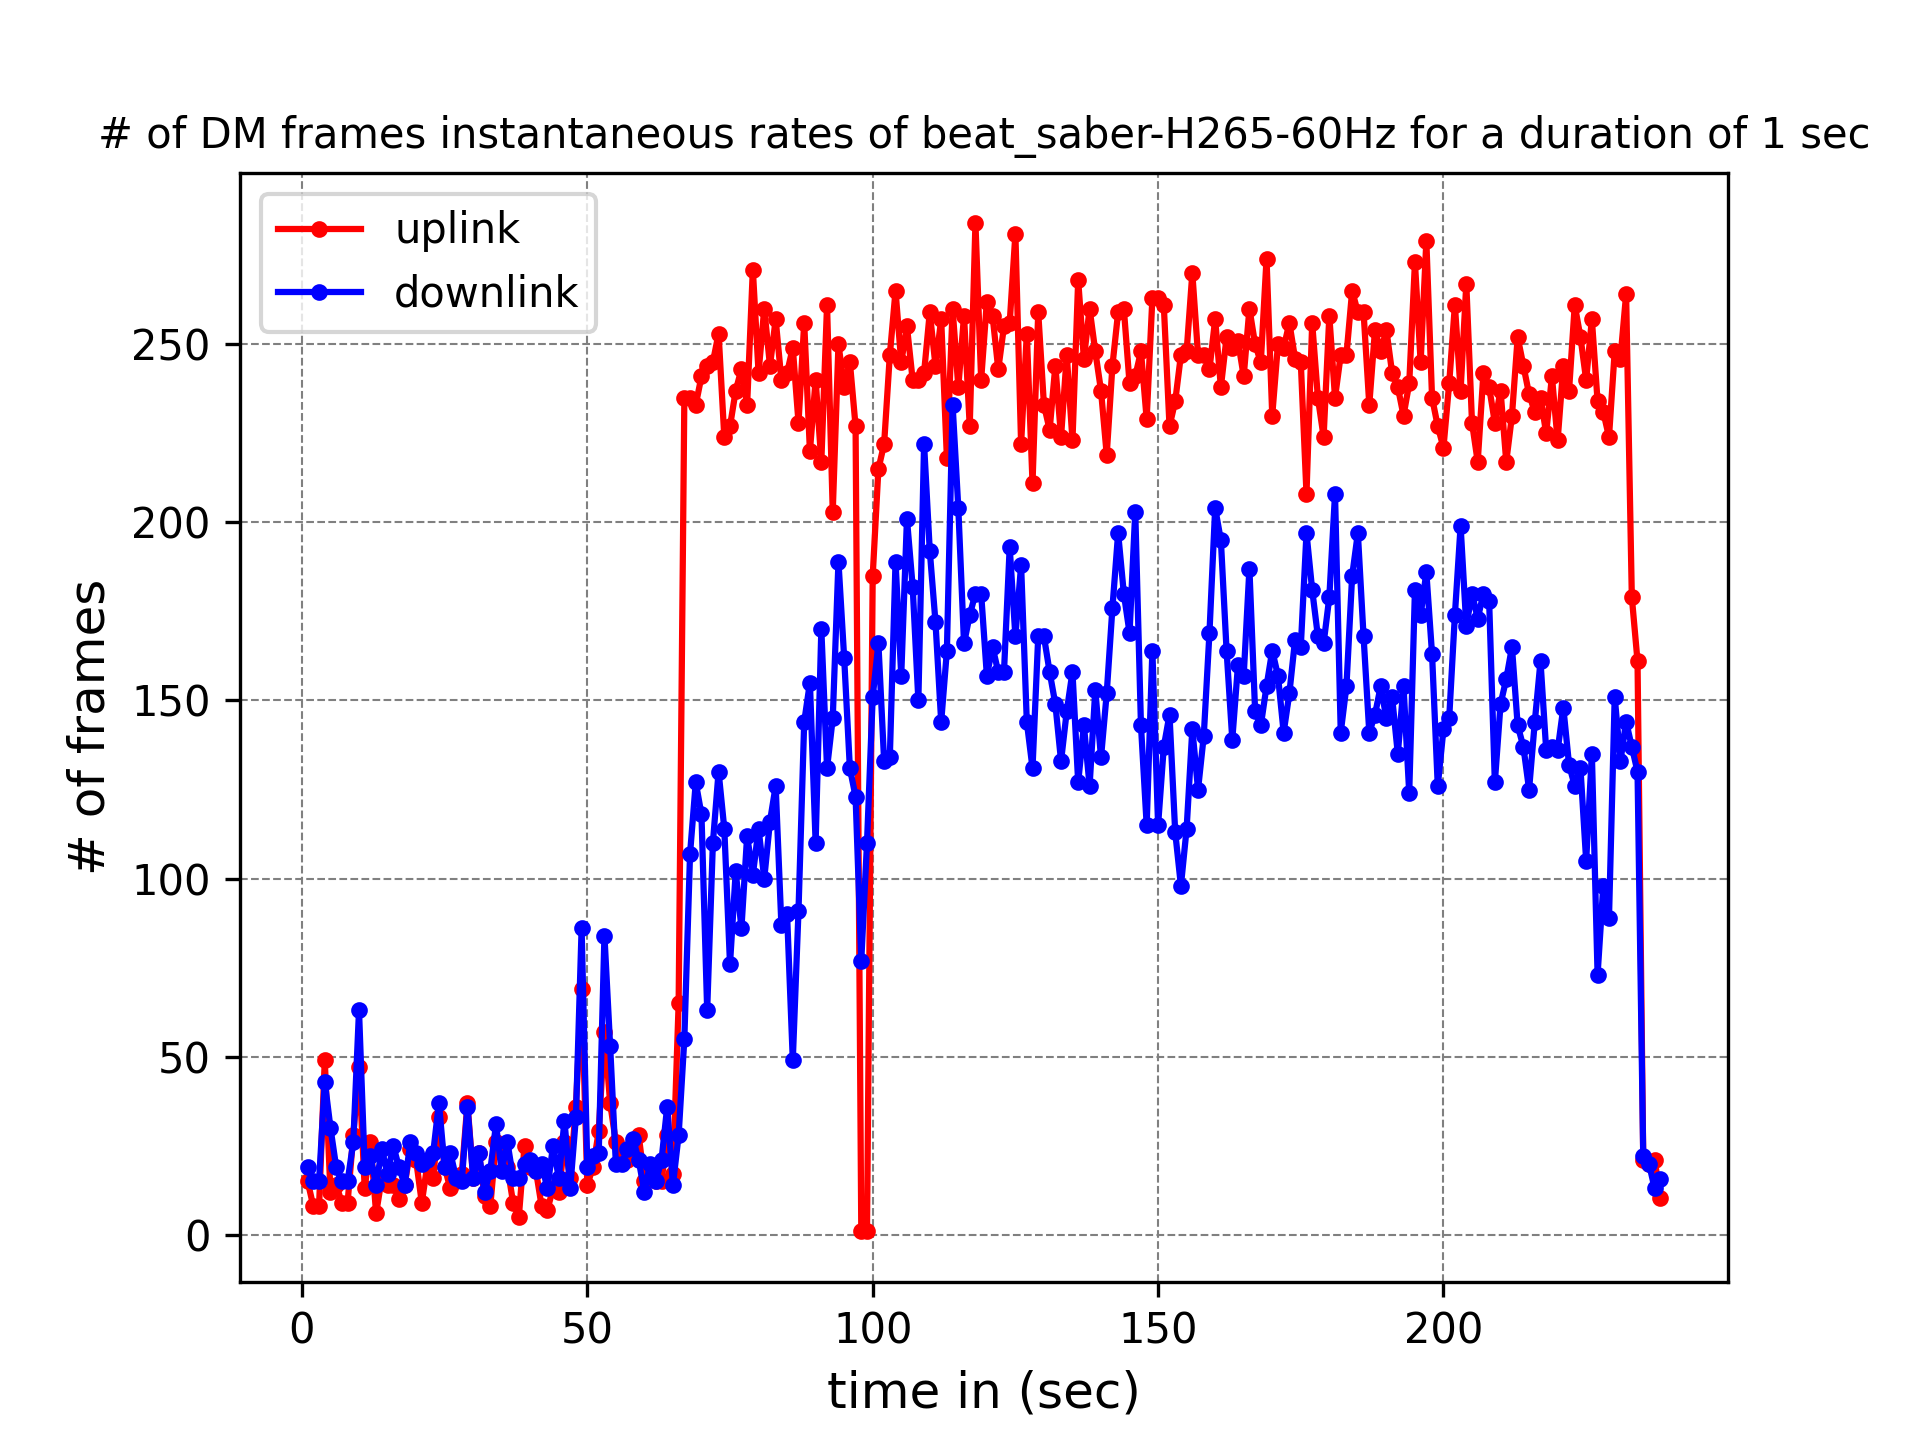 # of DM frames instantaneous rates of beat_saber-H265-60Hz for a duration of 1 sec
uplink
downlink
250
200
150
100
50
0
# of frames
0 50 100 150 200
time in (sec)